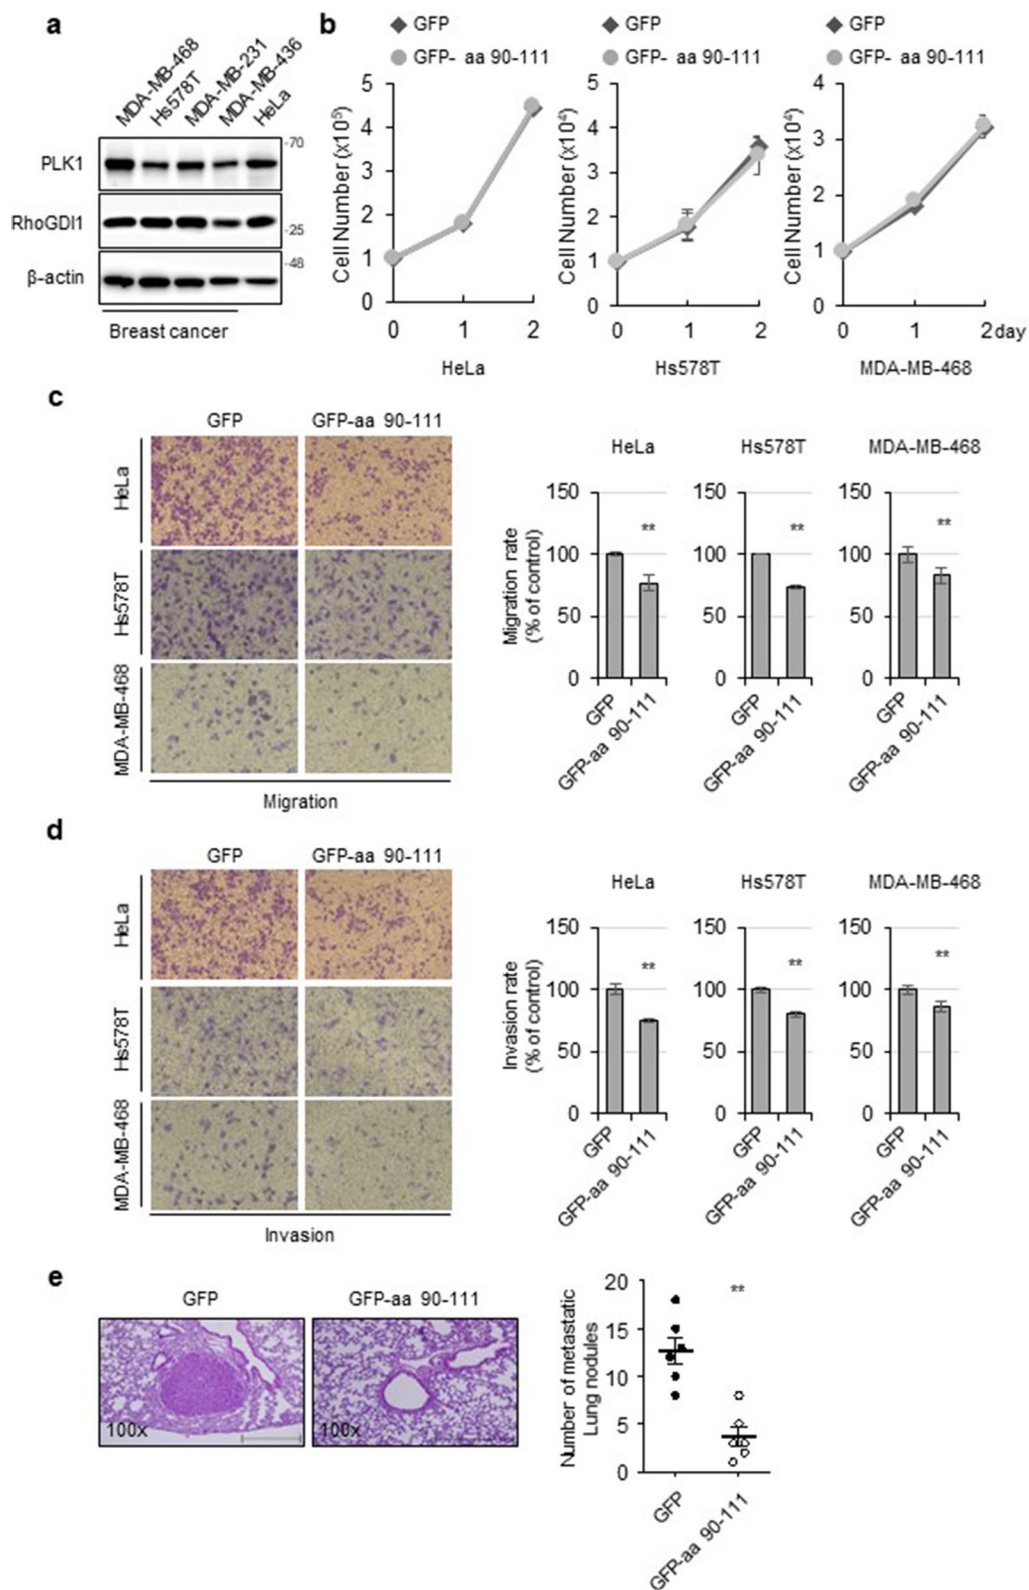 a
MDA-MB-468
Hs578T
MDA-MB-231
MDA-MB-436
HeLa
PLK1
-70
RhoGDI1
-25
-48
β-actin
Breast cancer
b
GFP
GFP- aa 90-111
Cell Number (x10⁵)
5
4
3
2
1
0
0 1 2
HeLa
GFP
GFP- aa 90-111
Cell Number (x10⁴)
5
4
3
2
1
0
0 1 2
Hs578T
GFP
GFP- aa 90-111
Cell Number (x10⁴)
4
3
2
1
0
0 1 2 day
MDA-MB-468
c
GFP GFP-aa 90-111
HeLa
Hs578T
MDA-MB-468
Migration
Migration rate
(% of control)
HeLa
150
100
50
0
**
GFP
GFP-aa 90-111
Hs578T
150
100
50
0
**
GFP
GFP-aa 90-111
MDA-MB-468
150
100
50
0
**
GFP
GFP-aa 90-111
d
GFP GFP-aa 90-111
HeLa
Hs578T
MDA-MB-468
Invasion
Invasion rate
(% of control)
HeLa
150
100
50
0
**
GFP
GFP-aa 90-111
Hs578T
150
100
50
0
**
GFP
GFP-aa 90-111
MDA-MB-468
150
100
50
0
**
GFP
GFP-aa 90-111
e
GFP GFP-aa 90-111
100x
100x
Number of metastatic
Lung nodules
20
15
10
5
0
**
GFP
GFP-aa 90-111